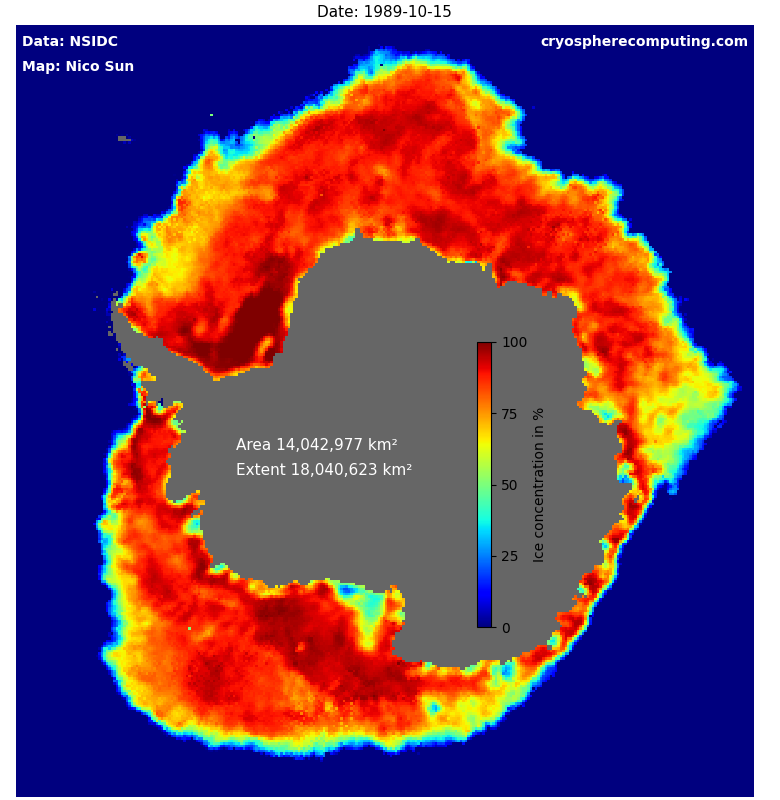 Date: 1989-10-15
Data: NSIDC
cryospherecomputing.com
Map: Nico Sun
100
75
50
25
0
Ice concentration in %
Area 14,042,977 km²
Extent 18,040,623 km²